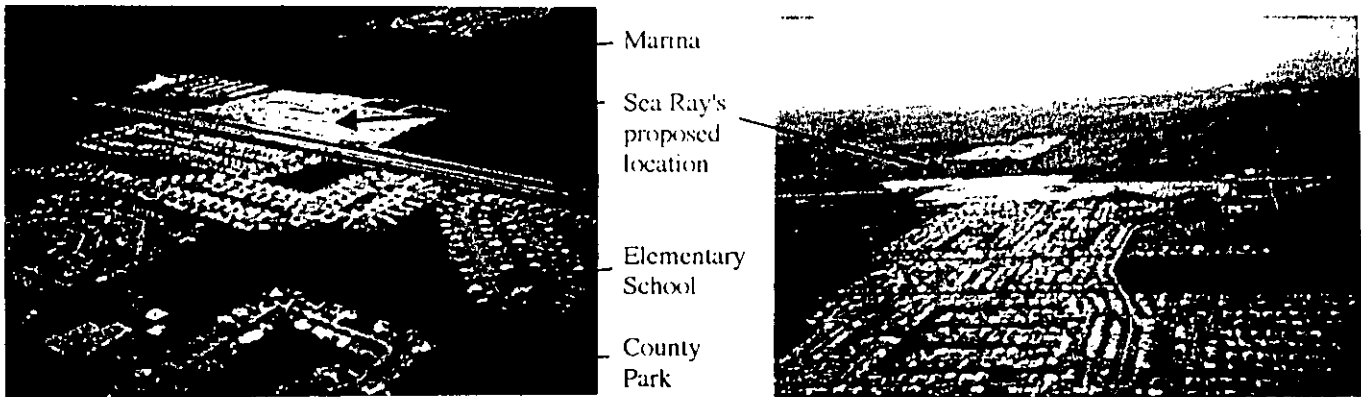 Marina
Sea Ray's
proposed
location
Elementary
School
County
Park